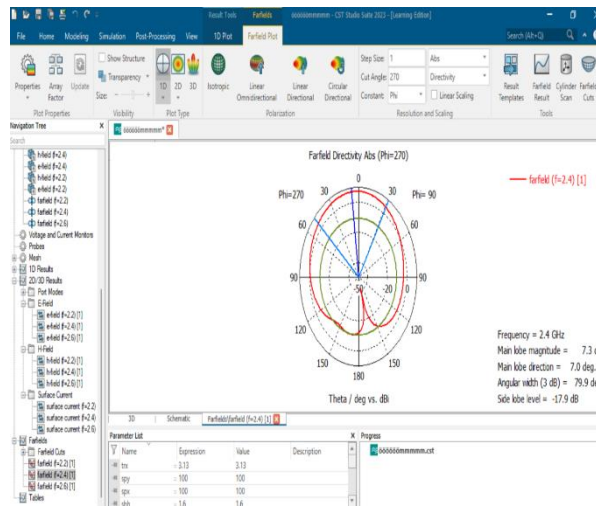 Result Tools Farfields öööööömmmmm - CST Studio Suite 2023 - [Learning Edition]
File Home Modeling Simulation Post-Processing View 1D Plot Farfield Plot Search (Alt+Q)
Show Structure
Transparency
Size:
Properties Array Factor Update
1D 2D 3D
Isotropic Linear Omnidirectional Linear Directional Circular Directional
Step Size: 1 Abs
Cut Angle: 270 Directivity
Constant: Phi Linear Scaling
Result Templates Farfield Result Cylinder Scan Farfield Cuts
Plot Properties Visibility Plot Type Polarization Resolution and Scaling Tools
Navigation Tree
Search
h-field (f=2.4)
e-field (f=2.4)
h-field (f=2.2)
e-field (f=2.2)
farfield (f=2.2)
farfield (f=2.4)
farfield (f=2.6)
Voltage and Current Monitors
Probes
Mesh
1D Results
2D/3D Results
Port Modes
E-Field
e-field (f=2.2) [1]
e-field (f=2.4) [1]
e-field (f=2.6) [1]
H-Field
h-field (f=2.2) [1]
h-field (f=2.4) [1]
h-field (f=2.6) [1]
Surface Current
surface current (f=2.2)
surface current (f=2.4)
surface current (f=2.6)
Farfields
Farfield Cuts
farfield (f=2.2) [1]
farfield (f=2.4) [1]
farfield (f=2.6) [1]
Tables
Farfield Directivity Abs (Phi=270)
farfield (f=2.4) [1]
0
Phi=270 30 30 Phi= 90
60 60
90 -50 -20 0 90
120 120
150 150
180
Theta / deg vs. dBi
Frequency = 2.4 GHz
Main lobe magnitude = 7.3 d
Main lobe direction = 7.0 deg.
Angular width (3 dB) = 79.9 de
Side lobe level = -17.9 dB
3D Schematic Farfields\farfield (f=2.4) [1]
Parameter List
Name Expression Value Description
= 3.13 3.13
spy = 100 100
spx = 100 100
= 1.6 1.6
Progress